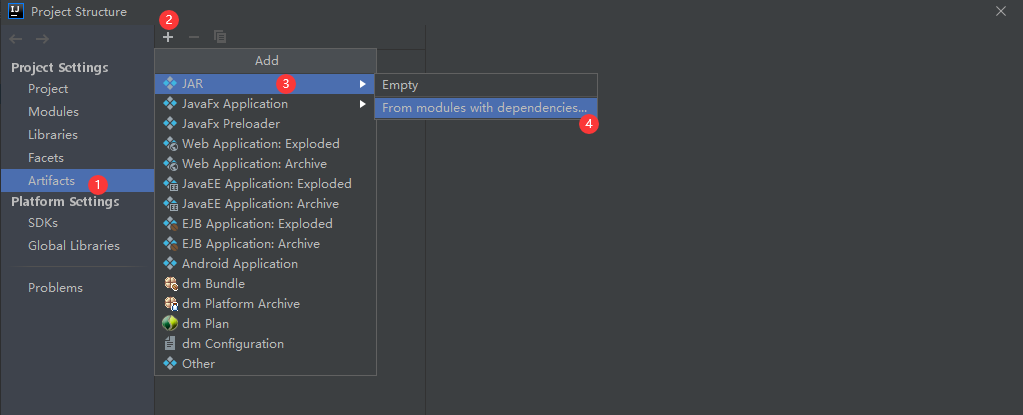 IJ Project Structure
2
Project Settings
Project
Modules
Libraries
Facets
Artifacts 1
Platform Settings
SDKs
Global Libraries
Problems
Add
JAR 3
JavaFx Application
JavaFx Preloader
Web Application: Exploded
Web Application: Archive
JavaEE Application: Exploded
JavaEE Application: Archive
EJB Application: Exploded
EJB Application: Archive
Android Application
dm Bundle
dm Platform Archive
dm Plan
dm Configuration
Other
Empty
From modules with dependencies...
4